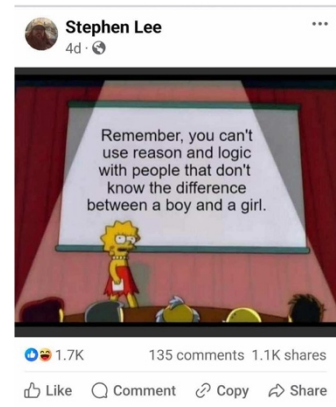 Stephen Lee
4d ·
Remember, you can't
use reason and logic
with people that don't
know the difference
between a boy and a girl.
1.7K 135 comments 1.1K shares
Like Comment Copy Share